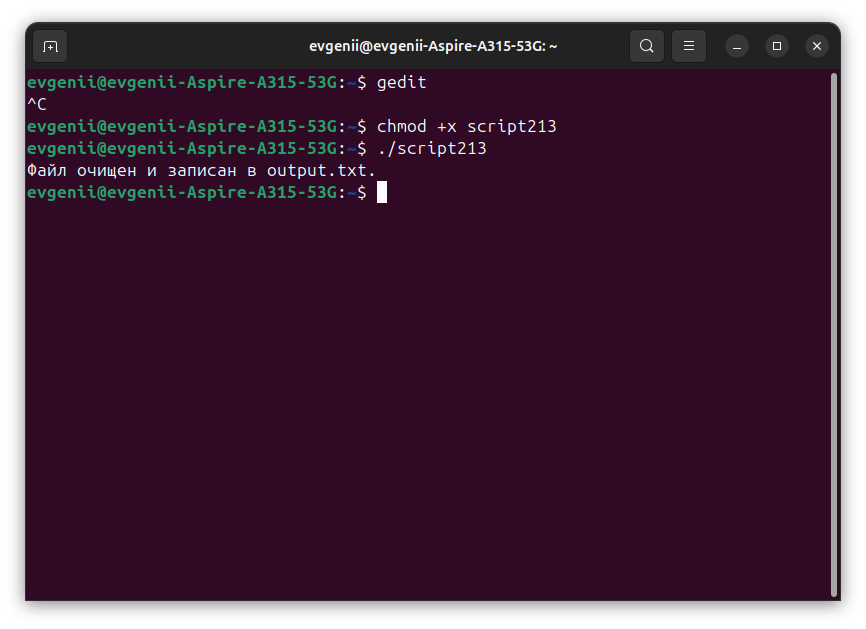 evgenii@evgenii-Aspire-A315-53G: ~
evgenii@evgenii-Aspire-A315-53G:~$ gedit
^C
evgenii@evgenii-Aspire-A315-53G:~$ chmod +x script213
evgenii@evgenii-Aspire-A315-53G:~$ ./script213
Файл очищен и записан в output.txt.
evgenii@evgenii-Aspire-A315-53G:~$